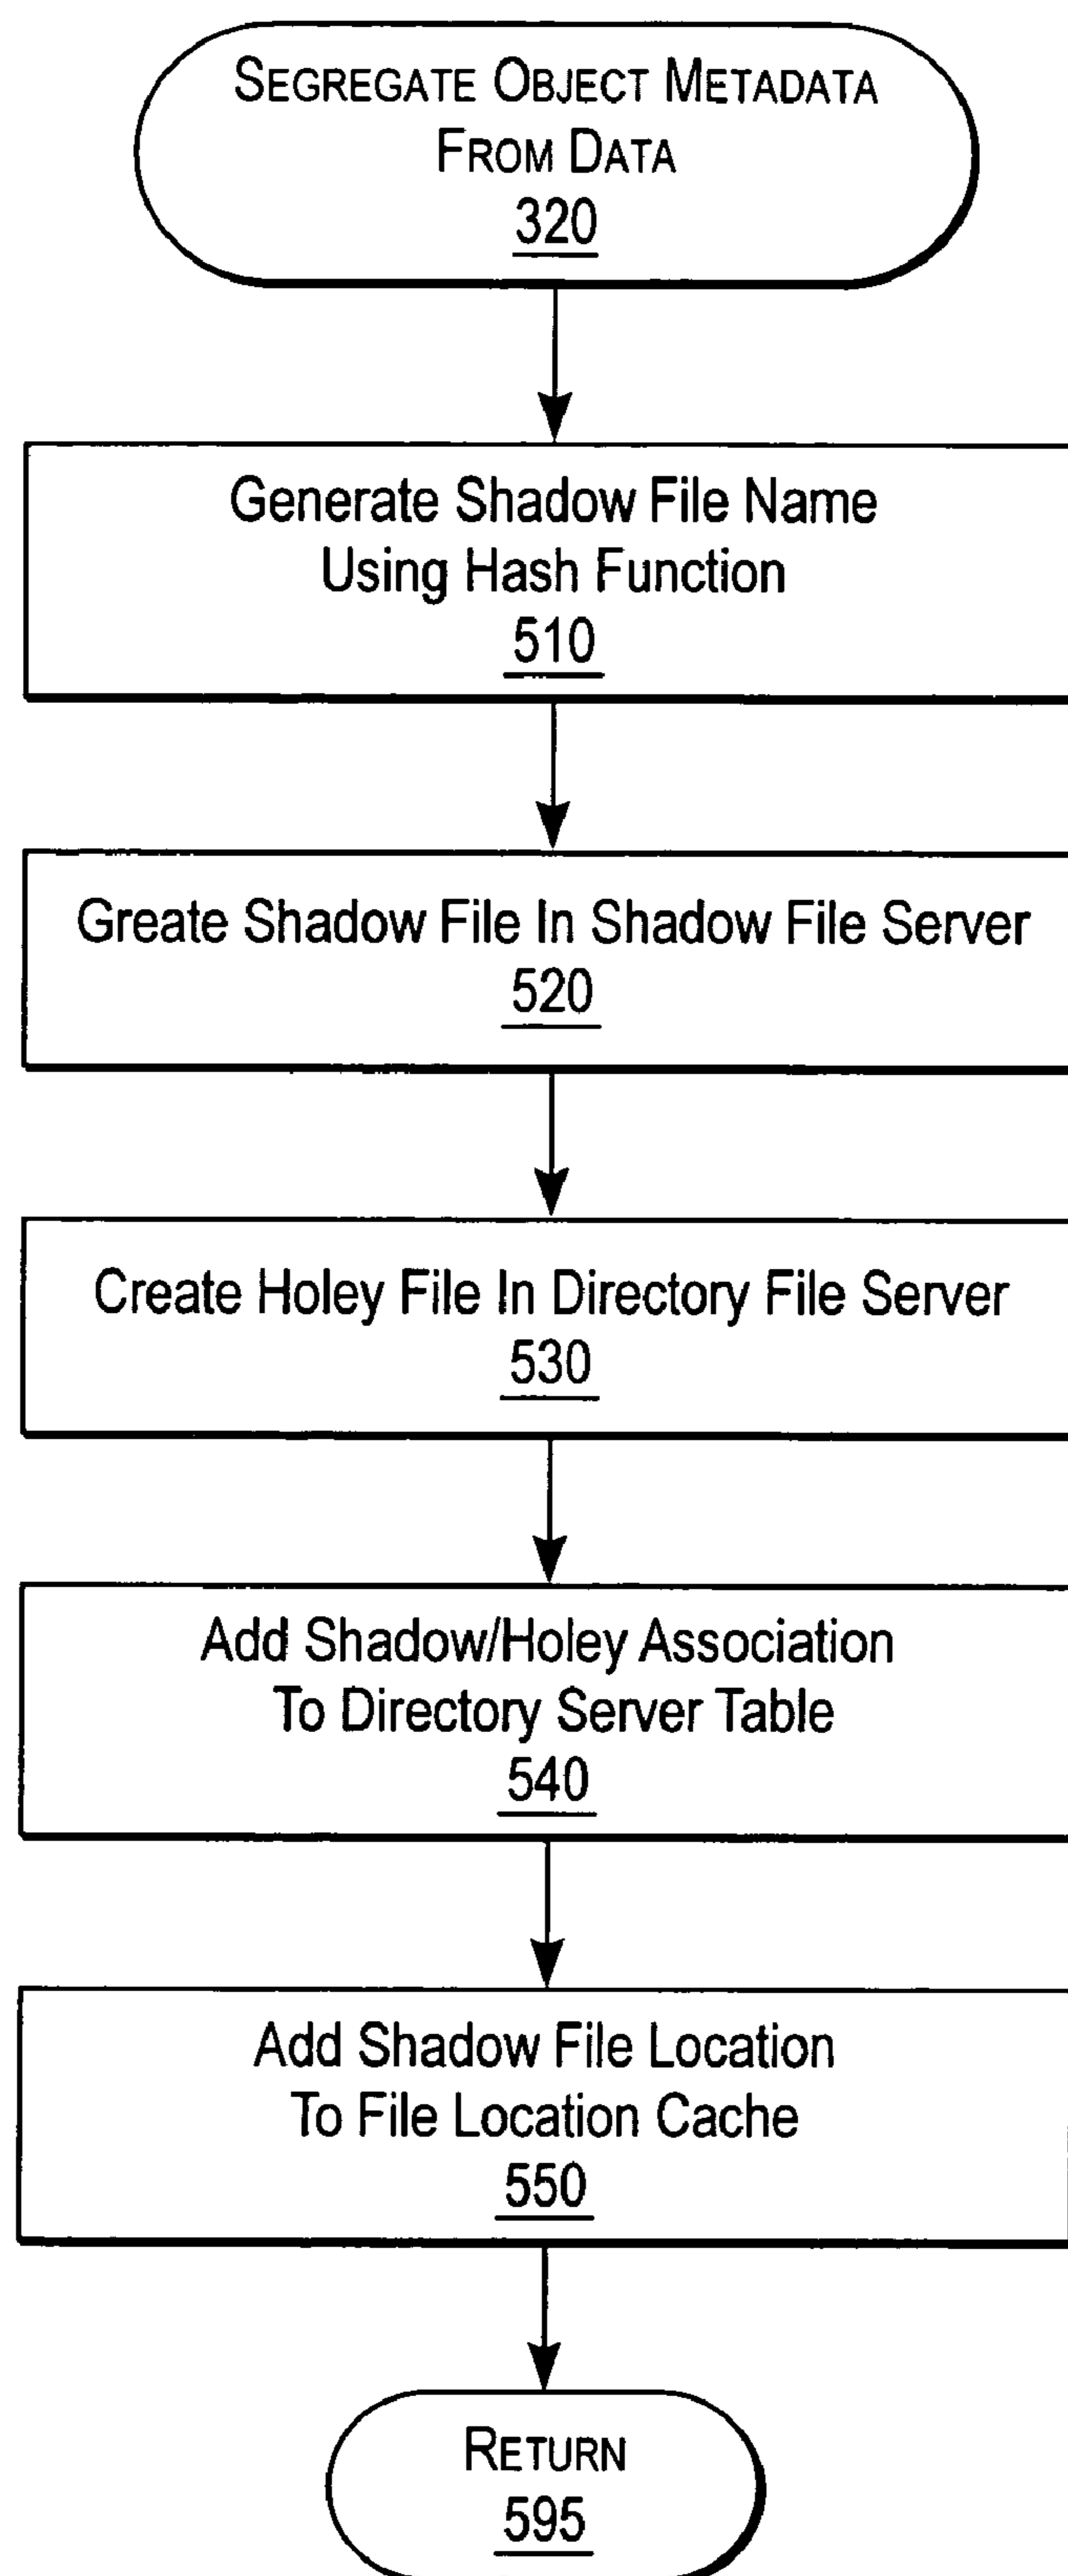 SEGREGATE OBJECT METADATA
FROM DATA
320
Generate Shadow File Name
Using Hash Function
510
Greate Shadow File In Shadow File Server
520
Create Holey File In Directory File Server
530
Add Shadow/Holey Association
To Directory Server Table
540
Add Shadow File Location
To File Location Cache
550
RETURN
595